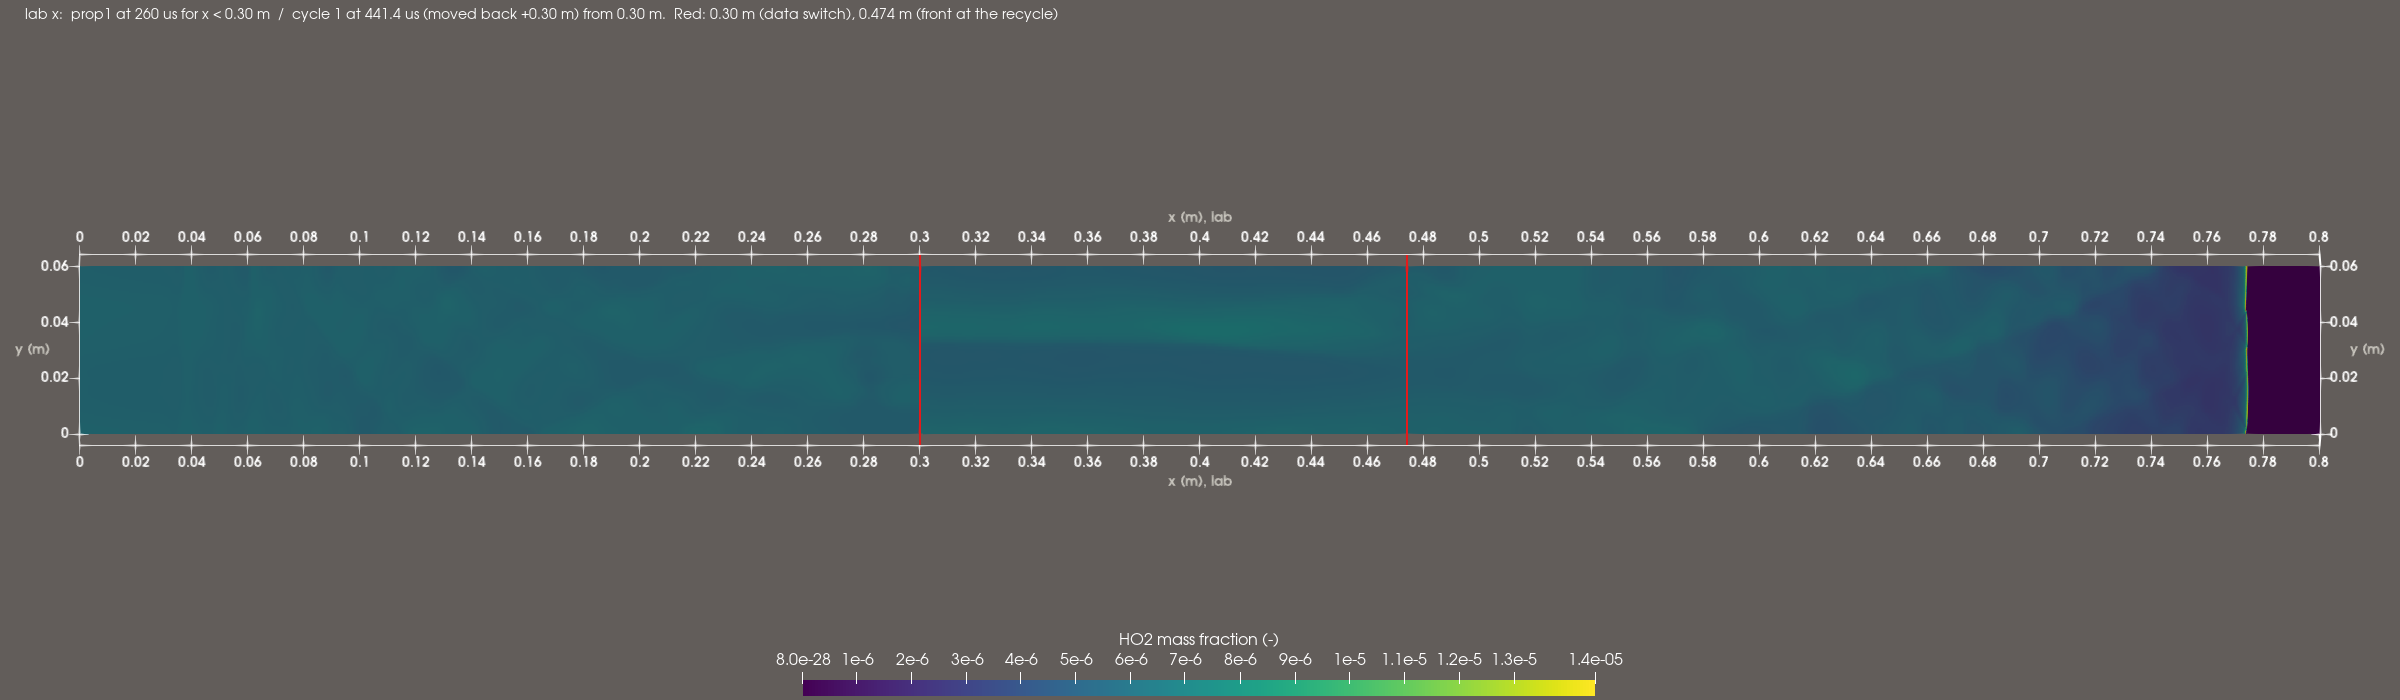 lab x:  prop1 at 260 us for x < 0.30 m  /  cycle 1 at 441.4 us (moved back +0.30 m) from 0.30 m.  Red: 0.30 m (data switch), 0.474 m (front at the recycle)
x (m), lab
0 0.02 0.04 0.06 0.08 0.1 0.12 0.14 0.16 0.18 0.2 0.22 0.24 0.26 0.28 0.3 0.32 0.34 0.36 0.38 0.4 0.42 0.44 0.46 0.48 0.5 0.52 0.54 0.56 0.58 0.6 0.62 0.64 0.66 0.68 0.7 0.72 0.74 0.76 0.78 0.8
0.06 0.06
0.04 0.04
y (m) y (m)
0.02 0.02
0 0
0 0.02 0.04 0.06 0.08 0.1 0.12 0.14 0.16 0.18 0.2 0.22 0.24 0.26 0.28 0.3 0.32 0.34 0.36 0.38 0.4 0.42 0.44 0.46 0.48 0.5 0.52 0.54 0.56 0.58 0.6 0.62 0.64 0.66 0.68 0.7 0.72 0.74 0.76 0.78 0.8
x (m), lab
HO2 mass fraction (-)
8.0e-28 1e-6 2e-6 3e-6 4e-6 5e-6 6e-6 7e-6 8e-6 9e-6 1e-5 1.1e-5 1.2e-5 1.3e-5 1.4e-05